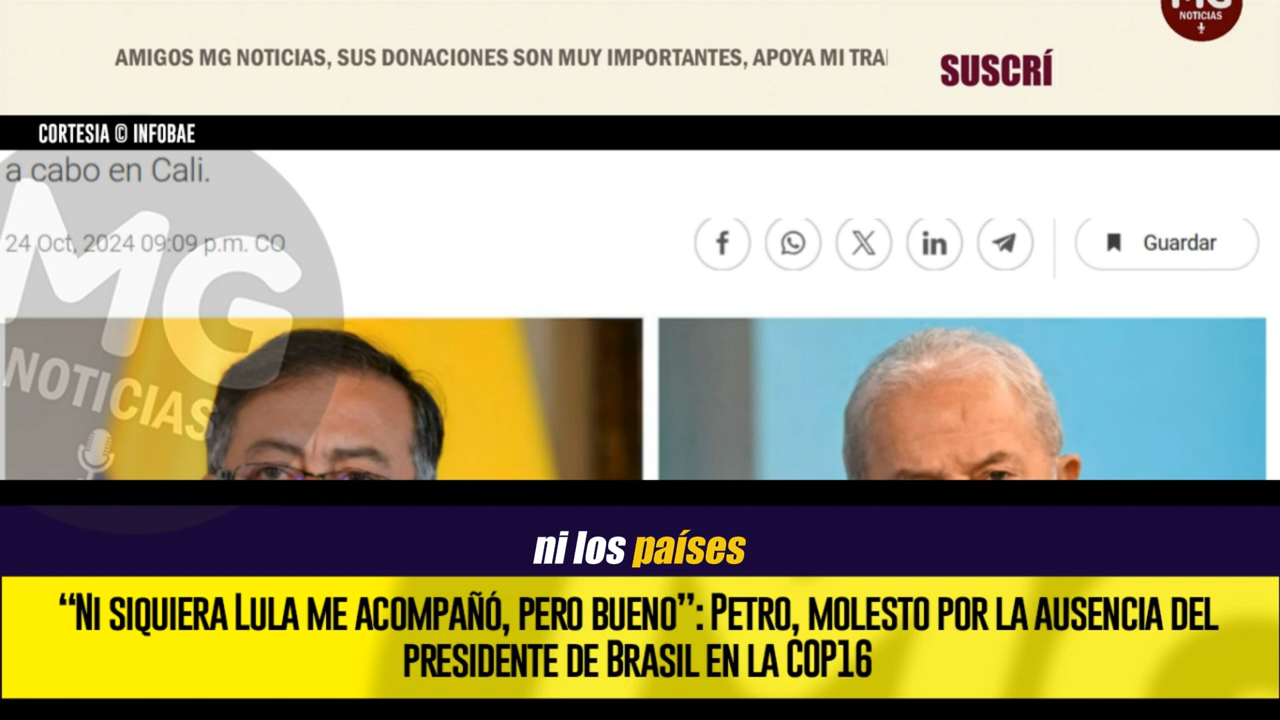 MG
NOTICIAS
AMIGOS MG NOTICIAS, SUS DONACIONES SON MUY IMPORTANTES, APOYA MI TRA
SUSCRÍ
CORTESIA © INFOBAE
a cabo en Cali.
24 Oct, 2024 09:09 p.m. CO
Guardar
MG
NOTICIAS
ni los países
“NI SIQUIERA LULA ME ACOMPAÑÓ, PERO BUENO”: PETRO, MOLESTO POR LA AUSENCIA DEL
PRESIDENTE DE BRASIL EN LA COP16